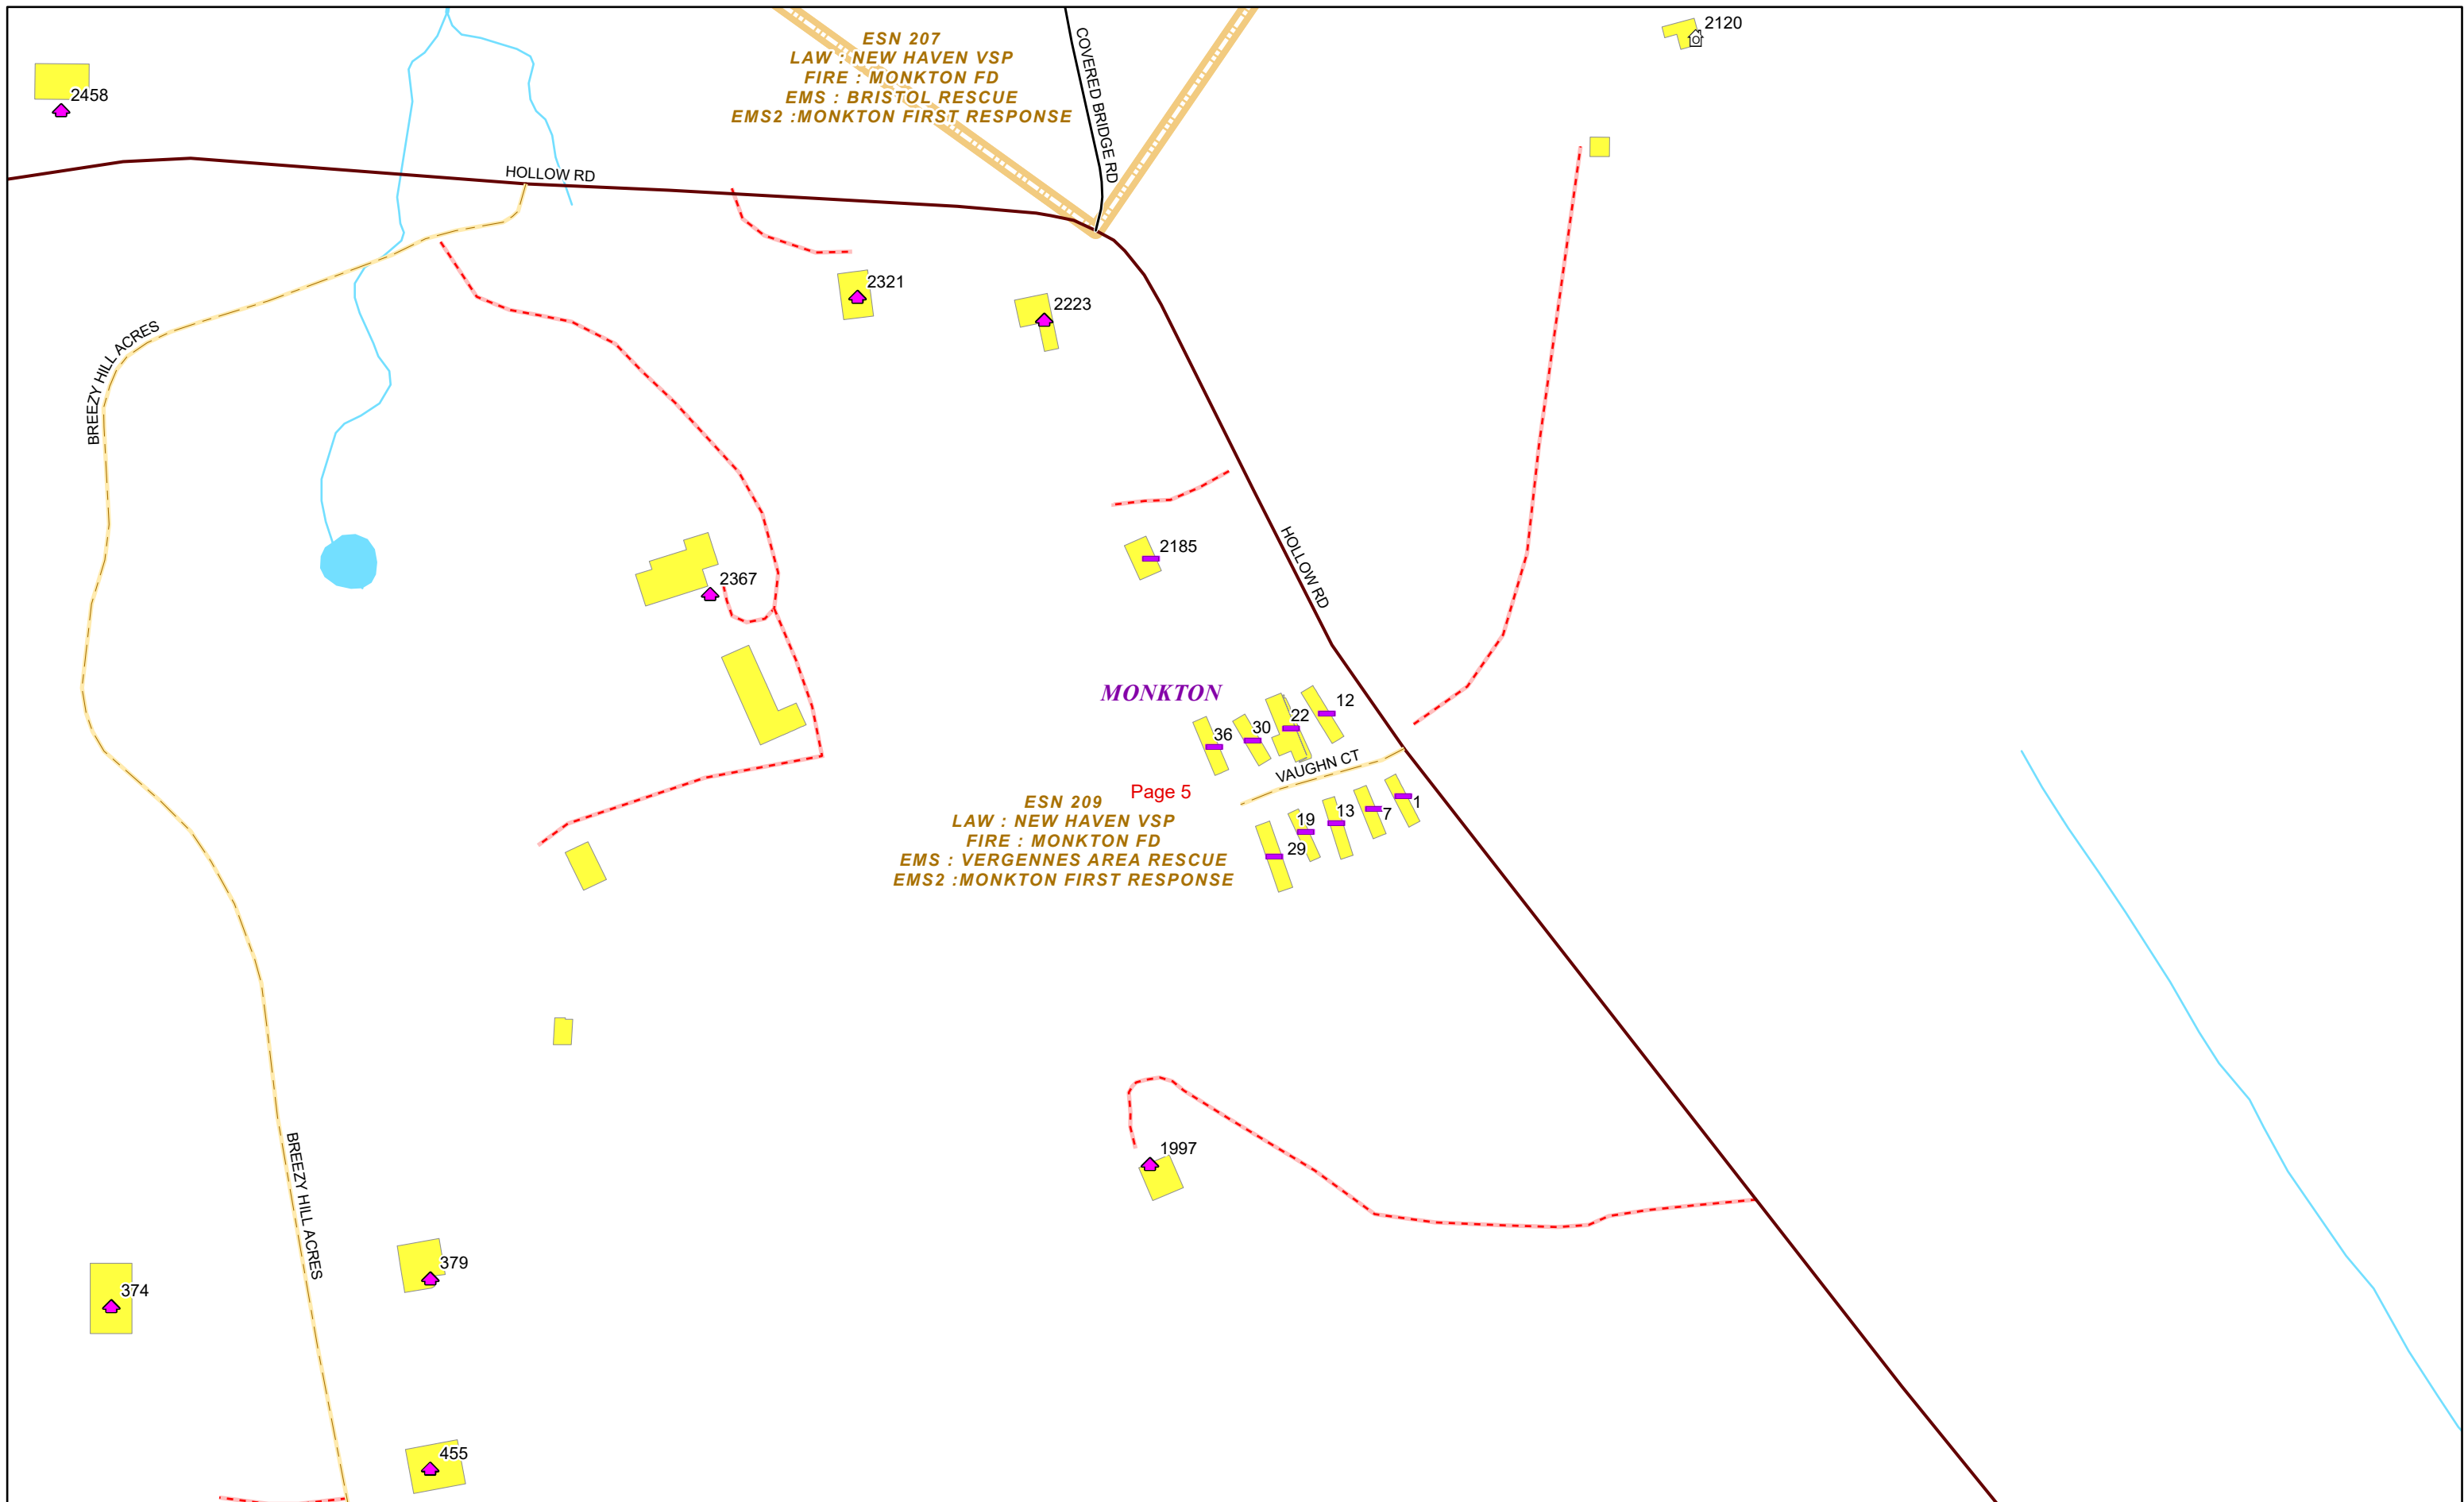 2120
ESN 207
LAW : NEW HAVEN VSP
FIRE : MONKTON FD
EMS : BRISTOL RESCUE
EMS2 :MONKTON FIRST RESPONSE
COVERED BRIDGE RD
2458
HOLLOW RD
2321
2223
BREEZY HILL ACRES
2185
HOLLOW RD
2367
MONKTON
12
22
30
36
VAUGHN CT
Page 5
ESN 209
LAW : NEW HAVEN VSP
FIRE : MONKTON FD
EMS : VERGENNES AREA RESCUE
EMS2 :MONKTON FIRST RESPONSE
1
7
13
19
29
1997
BREEZY HILL ACRES
379
374
455